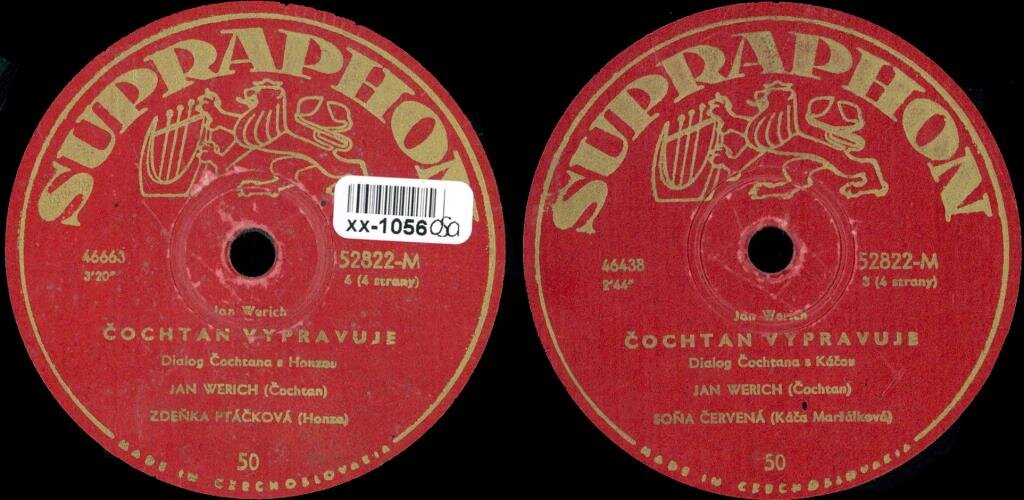 SUPRAPHON
xx-1056
46663
3'20"
52822-M
4 (4 strany)
Jan Werich
ČOCHTAN VYPRAVUJE
Dialog Čochtana s Honzou
JAN WERICH (Čochtan)
ZDEŇKA PTÁČKOVÁ (Honza)
50
MADE IN CZECHOSLOVAKIA
SUPRAPHON
46438
2'44"
52822-M
3 (4 strany)
Jan Werich
ČOCHTAN VYPRAVUJE
Dialog Čochtana s Káčou
JAN WERICH (Čochtan)
SOŇA ČERVENÁ (Káča Maršálková)
50
MADE IN CZECHOSLOVAKIA